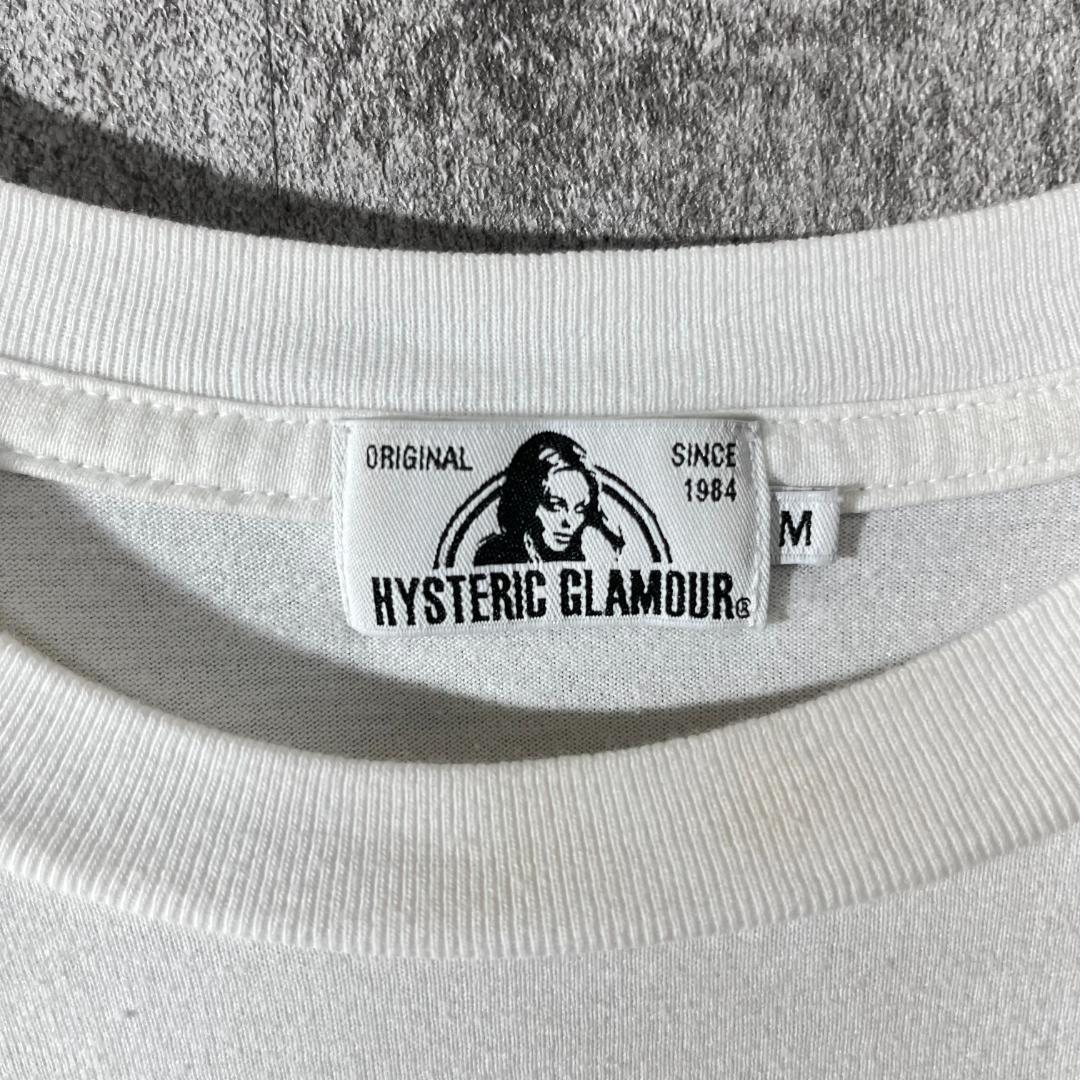 ORIGINAL
SINCE
1984
HYSTERIC GLAMOUR®
M